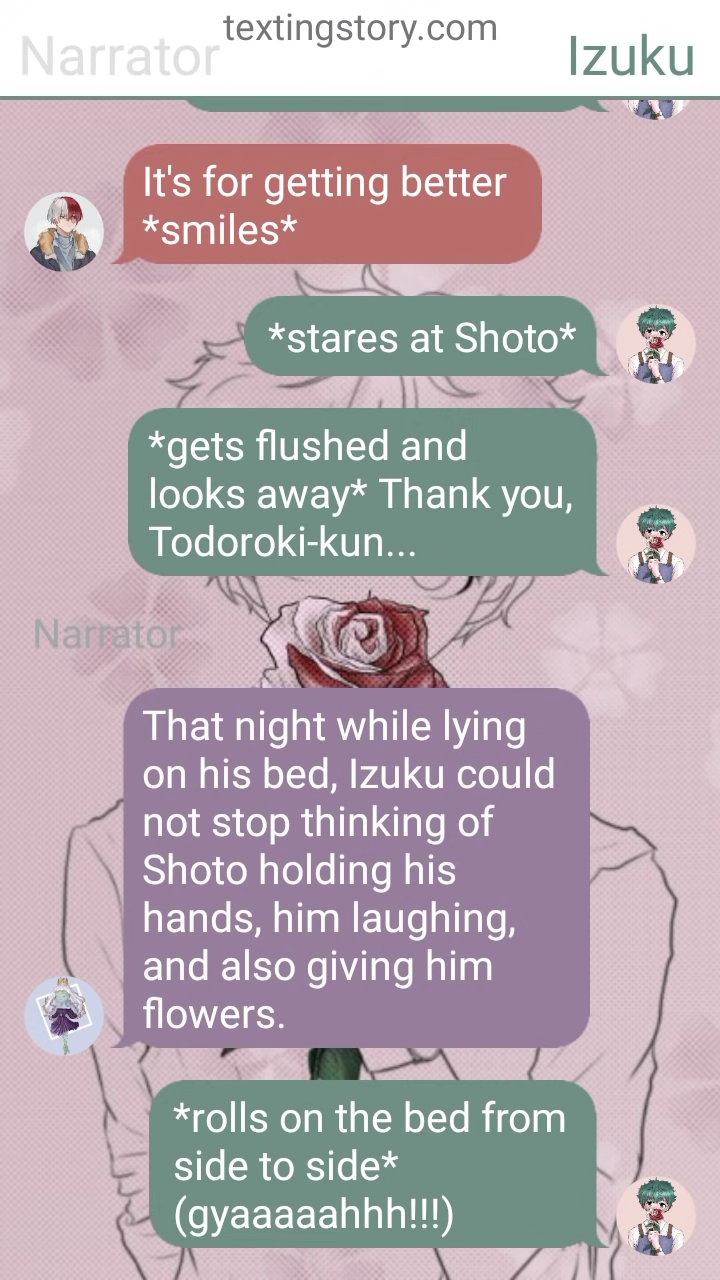 textingstory.com
Narrator
Izuku
It's for getting better
*smiles*
*stares at Shoto*
*gets flushed and
looks away* Thank you,
Todoroki-kun...
Narrator
That night while lying
on his bed, Izuku could
not stop thinking of
Shoto holding his
hands, him laughing,
and also giving him
flowers.
*rolls on the bed from
side to side*
(gyaaaaahhh!!!)